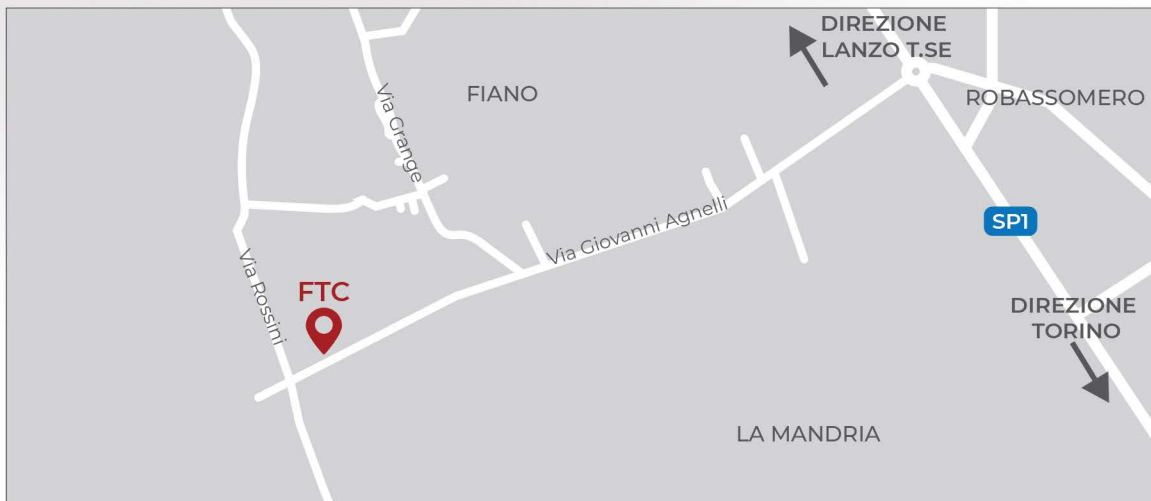 DIREZIONE
LANZO T.SE
FIANO
ROBASSOMERO
Via Grange
Via Giovanni Agnelli
SP1
Via Rossini
FTC
DIREZIONE
TORINO
LA MANDRIA